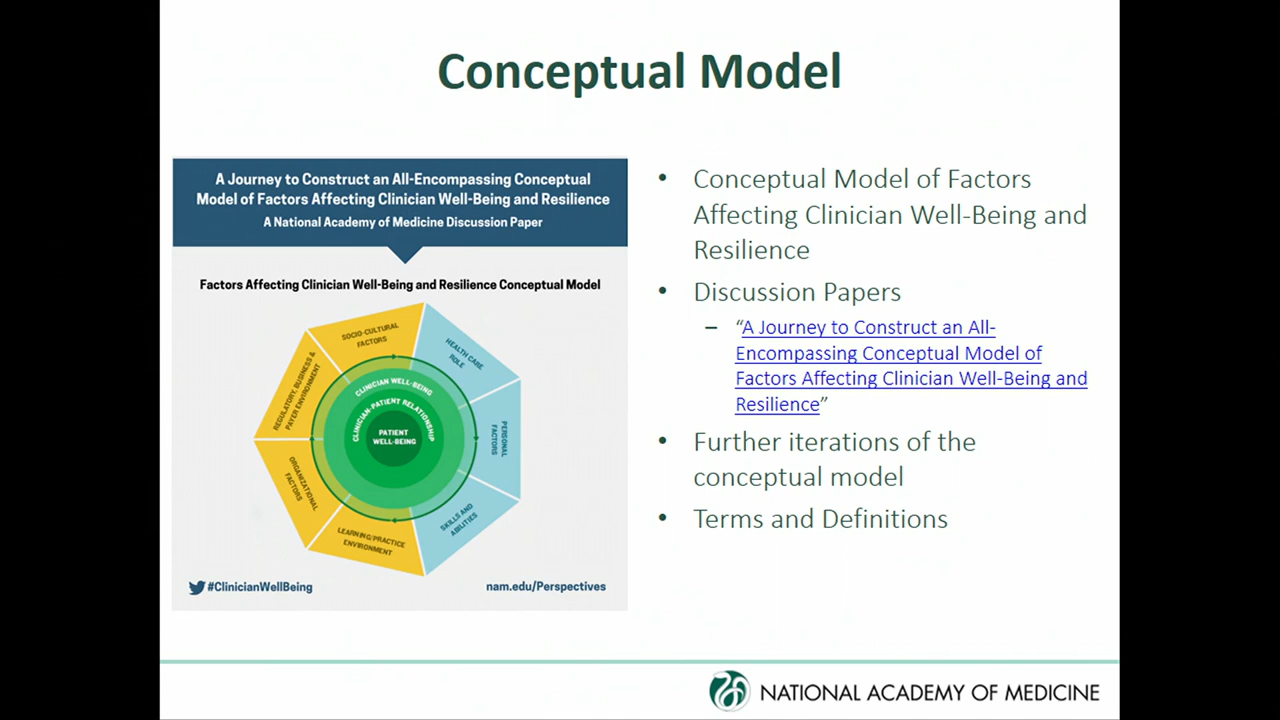 Conceptual Model
A Journey to Construct an All-Encompassing Conceptual
Model of Factors Affecting Clinician Well-Being and Resilience
A National Academy of Medicine Discussion Paper
Factors Affecting Clinician Well-Being and Resilience Conceptual Model
SOCIO-CULTURAL
FACTORS
HEALTH CARE
ROLE
REGULATORY, BUSINESS &
PAYER ENVIRONMENT
PERSONAL
FACTORS
CLINICIAN WELL-BEING
CLINICIAN-PATIENT RELATIONSHIP
PATIENT
WELL-BEING
ORGANIZATIONAL
FACTORS
SKILLS AND
ABILITIES
LEARNING/PRACTICE
ENVIRONMENT
#ClinicianWellBeing
nam.edu/Perspectives
• Conceptual Model of Factors
Affecting Clinician Well-Being and
Resilience
• Discussion Papers
– “A Journey to Construct an All-
Encompassing Conceptual Model of
Factors Affecting Clinician Well-Being and
Resilience”
• Further iterations of the
conceptual model
• Terms and Definitions
NATIONAL ACADEMY OF MEDICINE